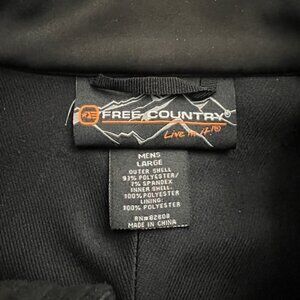 FREE COUNTRY®
Live in it!®
MENS
LARGE
OUTER SHELL
93% POLYESTER/
7% SPANDEX
INNER SHELL:
100% POLYESTER
LINING:
100% POLYESTER
RN#82808
MADE IN CHINA